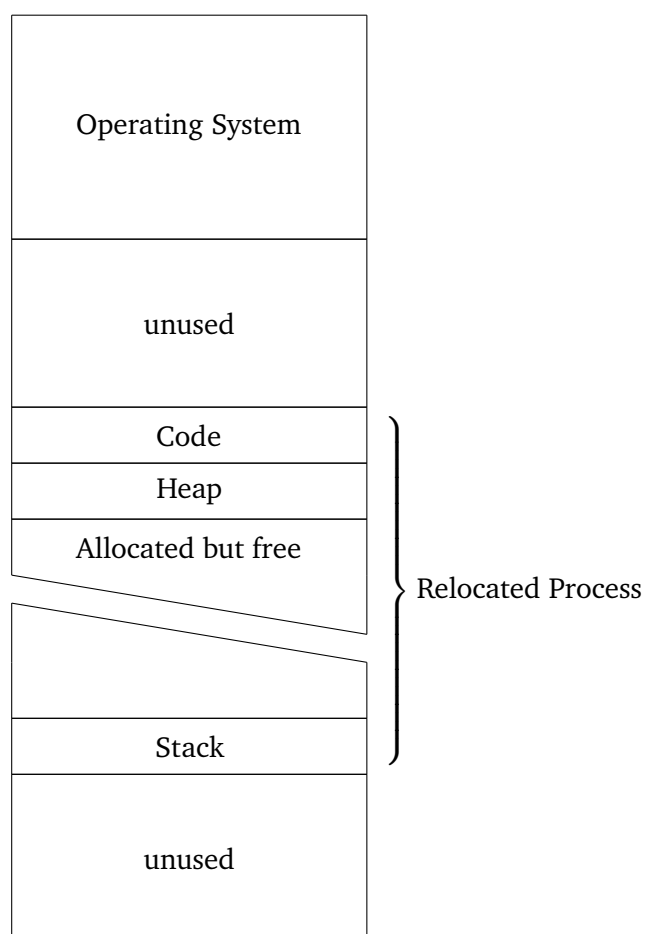 Operating System
unused
Code
Heap
Allocated but free
Relocated Process
Stack
unused